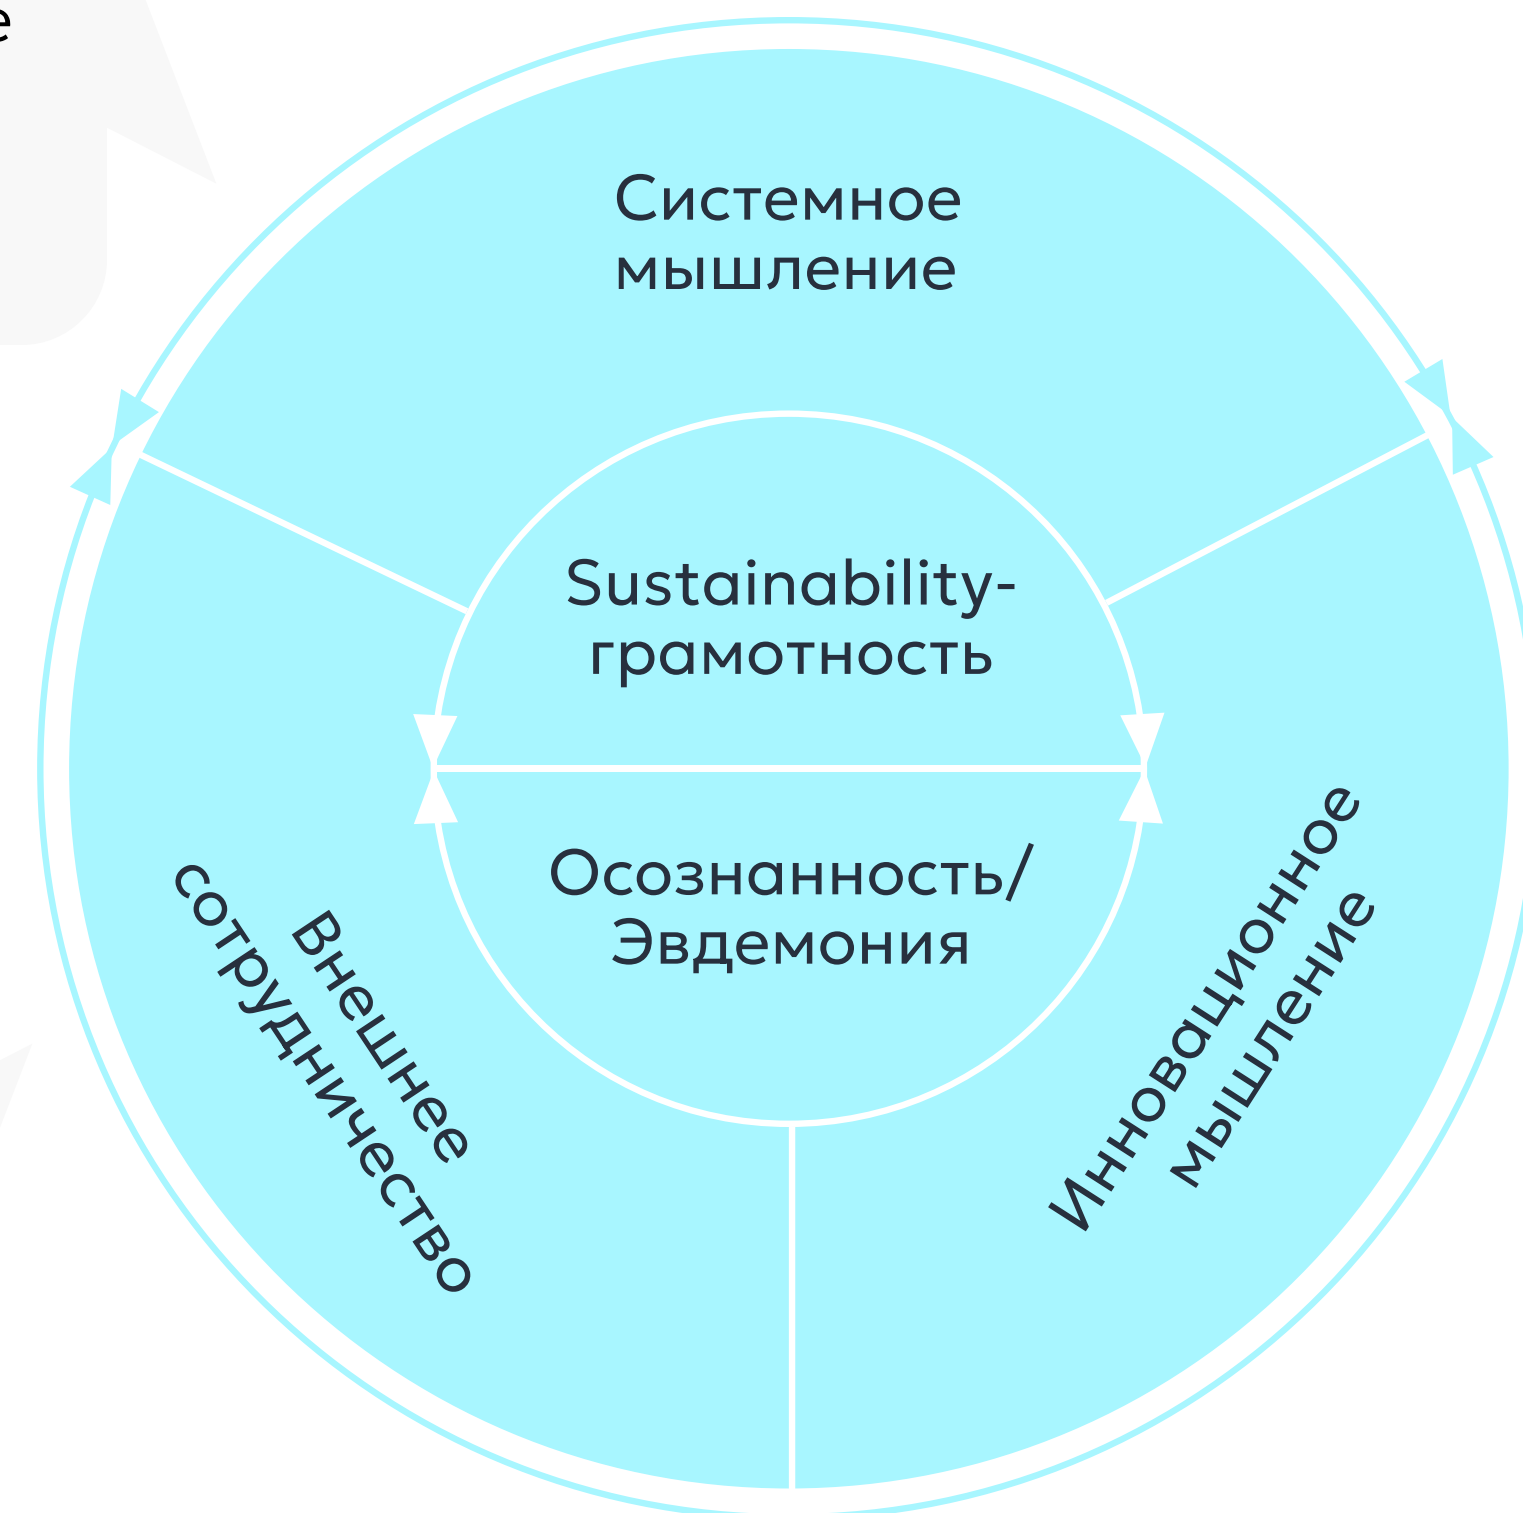 е
Системное
мышление
Sustainability-
грамотность
Осознанность/
Эвдемония
Внешнее
сотрудничество
Инновационное
мышление